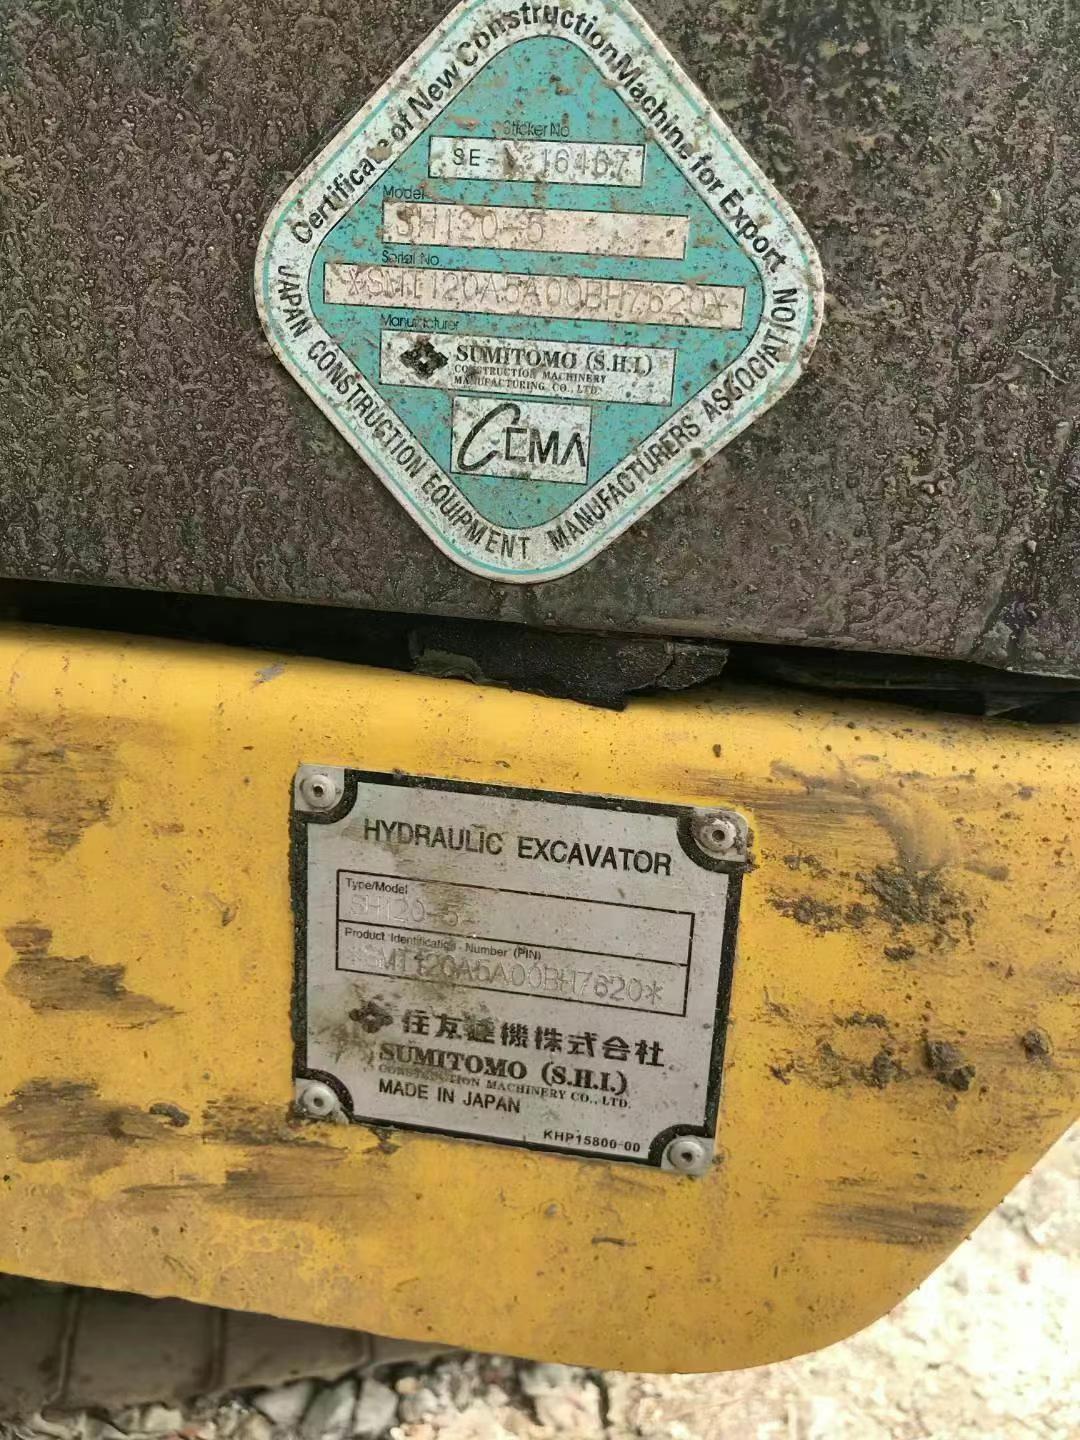 Certificate of New Construction Machine for Export
Sticker No
Model
SH120-5
Serial No
*SMT120A5A00BH7620*
Manufacturer
SUMITOMO (S.H.I.)
CONSTRUCTION MACHINERY
MANUFACTURING. CO., LTD.
CEMA
JAPAN CONSTRUCTION EQUIPMENT MANUFACTURERS ASSOCIATION
HYDRAULIC EXCAVATOR
Type/Model
SH120-5
Product Identification Number (PIN)
*SMT120A5A00BH7620*
住友建機株式会社
SUMITOMO (S.H.I.)
CONSTRUCTION MACHINERY CO., LTD.
MADE IN JAPAN
KHP15800-00